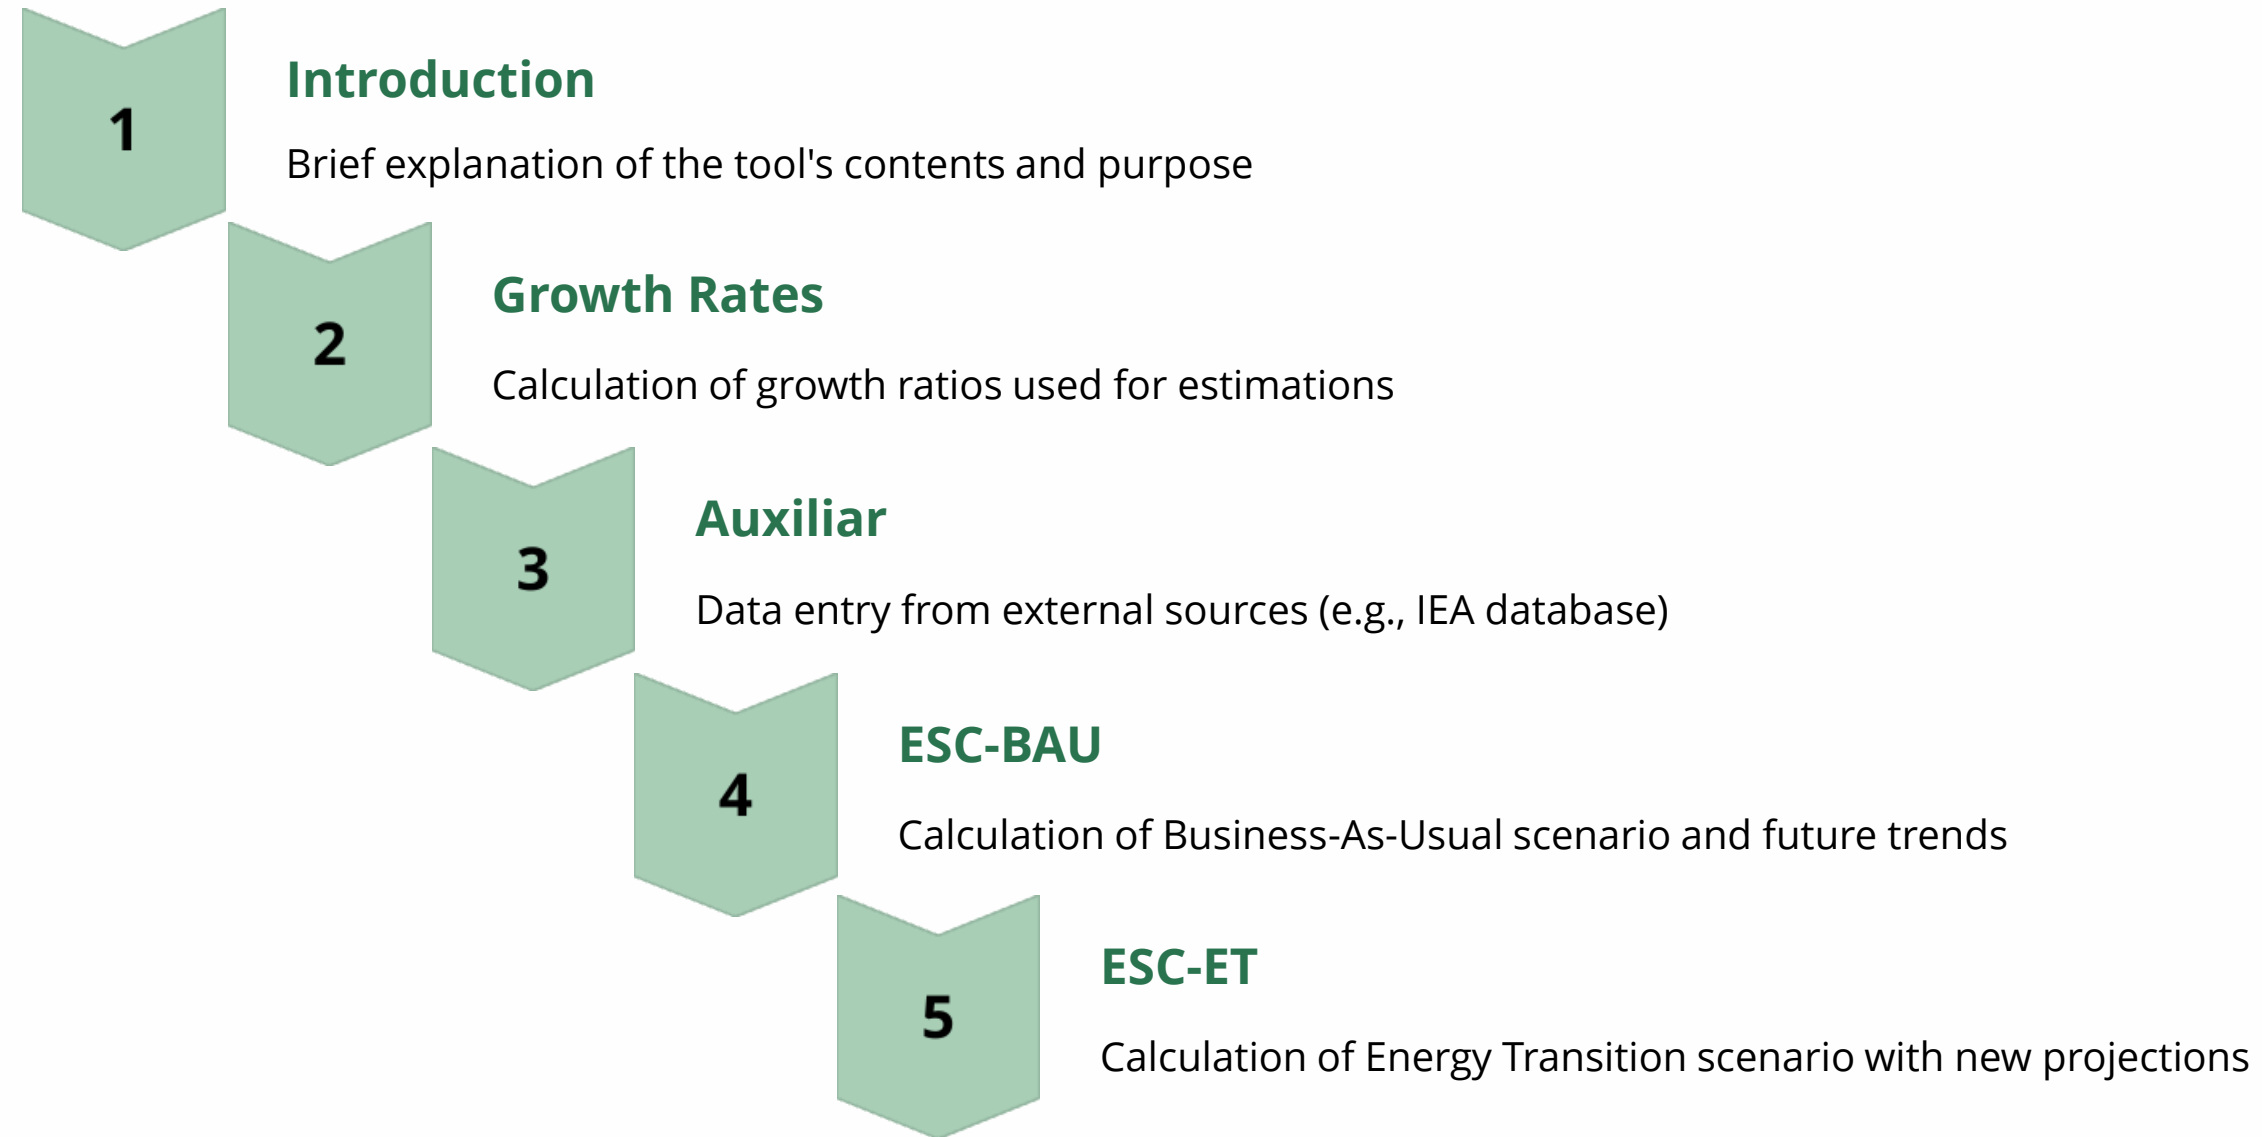 1
Introduction
Brief explanation of the tool's contents and purpose
2
Growth Rates
Calculation of growth ratios used for estimations
3
Auxiliar
Data entry from external sources (e.g., IEA database)
4
ESC-BAU
Calculation of Business-As-Usual scenario and future trends
5
ESC-ET
Calculation of Energy Transition scenario with new projections